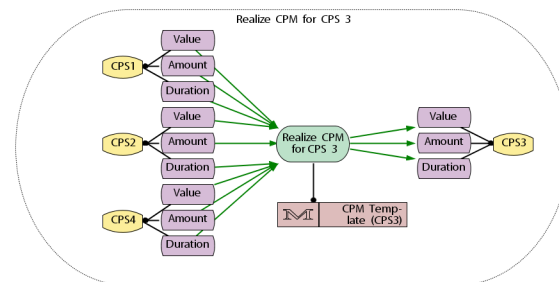 Realize CPM for CPS 3
Value
CPS1
Amount
Duration
Value
CPS2
Amount
Duration
Value
CPS4
Amount
Duration
Realize CPM
for CPS 3
M
CPM Temp-
late (CPS3)
Value
Amount
CPS3
Duration